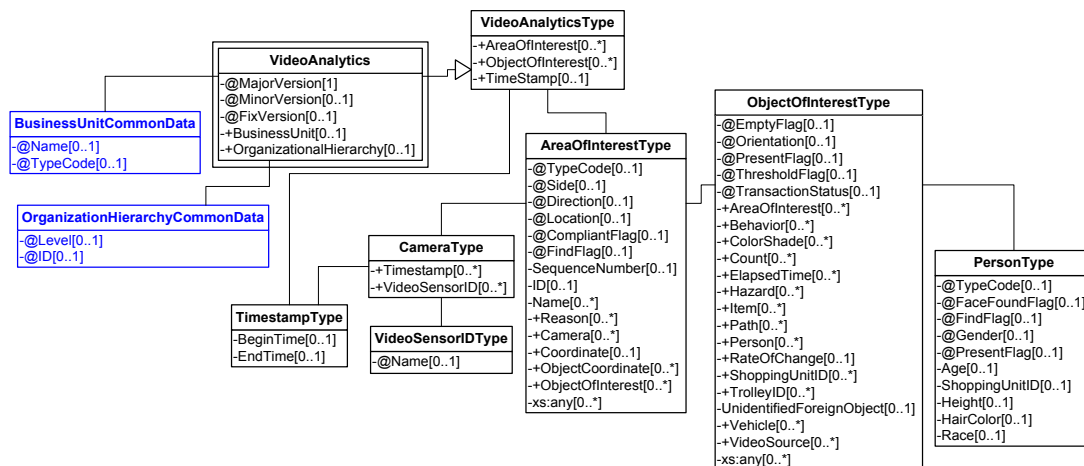 VideoAnalyticsType
-+AreaOfInterest[0..*]
-+ObjectOfInterest[0..*]
-+TimeStamp[0..1]
VideoAnalytics
-@MajorVersion[1]
-@MinorVersion[0..1]
-@FixVersion[0..1]
-+BusinessUnit[0..1]
-+OrganizationalHierarchy[0..1]
BusinessUnitCommonData
-@Name[0..1]
-@TypeCode[0..1]
OrganizationHierarchyCommonData
-@Level[0..1]
-@ID[0..1]
TimestampType
-BeginTime[0..1]
-EndTime[0..1]
CameraType
-+Timestamp[0..*]
-+VideoSensorID[0..*]
VideoSensorIDType
-@Name[0..1]
AreaOfInterestType
-@TypeCode[0..1]
-@Side[0..1]
-@Direction[0..1]
-@Location[0..1]
-@CompliantFlag[0..1]
-@FindFlag[0..1]
-SequenceNumber[0..1]
-ID[0..1]
-Name[0..*]
-+Reason[0..*]
-+Camera[0..*]
-+Coordinate[0..1]
-+ObjectCoordinate[0..*]
-+ObjectOfInterest[0..*]
-xs:any[0..*]
ObjectOfInterestType
-@EmptyFlag[0..1]
-@Orientation[0..1]
-@PresentFlag[0..1]
-@ThresholdFlag[0..1]
-@TransactionStatus[0..1]
-+AreaOfInterest[0..*]
-+Behavior[0..*]
-+ColorShade[0..*]
-+Count[0..*]
-+ElapsedTime[0..*]
-+Hazard[0..*]
-+Item[0..*]
-+Path[0..*]
-+Person[0..*]
-+RateOfChange[0..1]
-+ShoppingUnitID[0..*]
-+TrolleyID[0..*]
-UnidentifiedForeignObject[0..1]
-+Vehicle[0..*]
-+VideoSource[0..*]
-xs:any[0..*]
PersonType
-@TypeCode[0..1]
-@FaceFoundFlag[0..1]
-@FindFlag[0..1]
-@Gender[0..1]
-@PresentFlag[0..1]
-Age[0..1]
-ShoppingUnitID[0..1]
-Height[0..1]
-HairColor[0..1]
-Race[0..1]